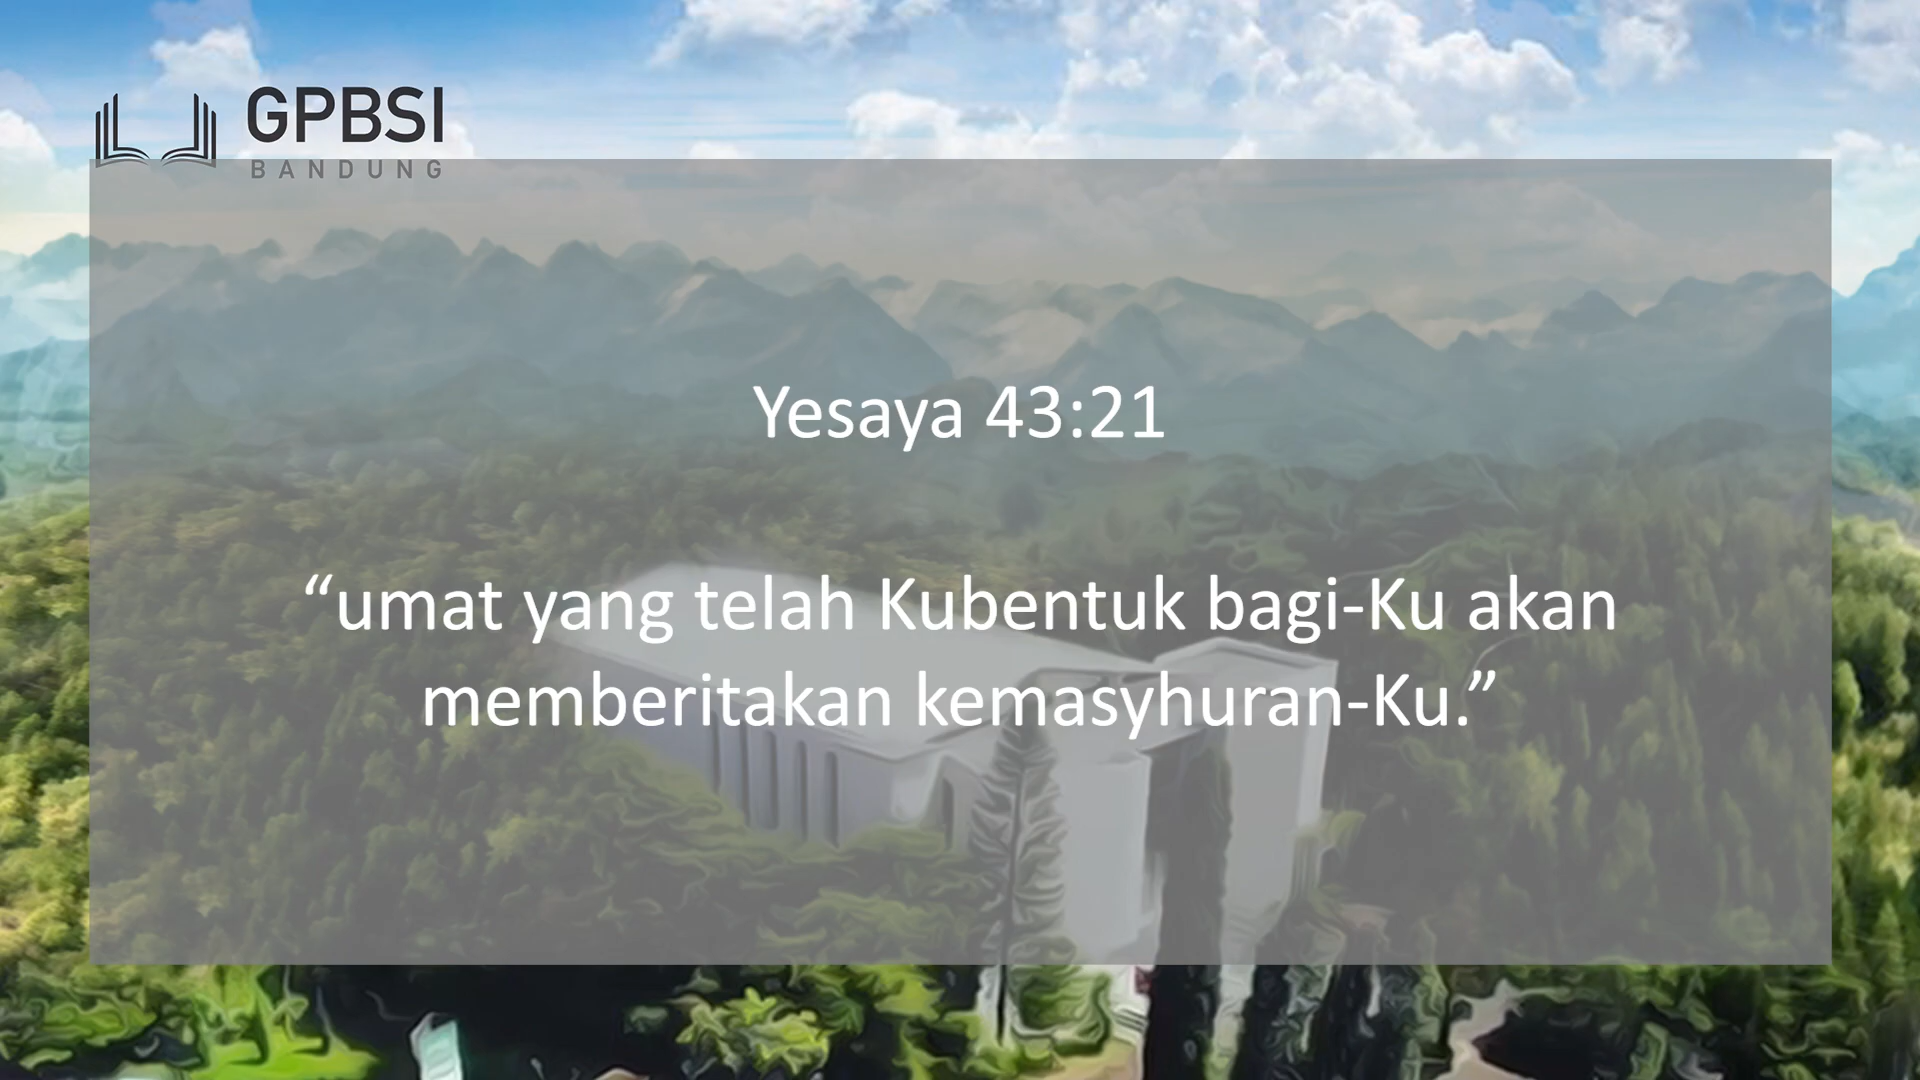 GPBSI
BANDUNG
Yesaya 43:21
“umat yang telah Kubentuk bagi-Ku akan
memberitakan kemasyhuran-Ku.”